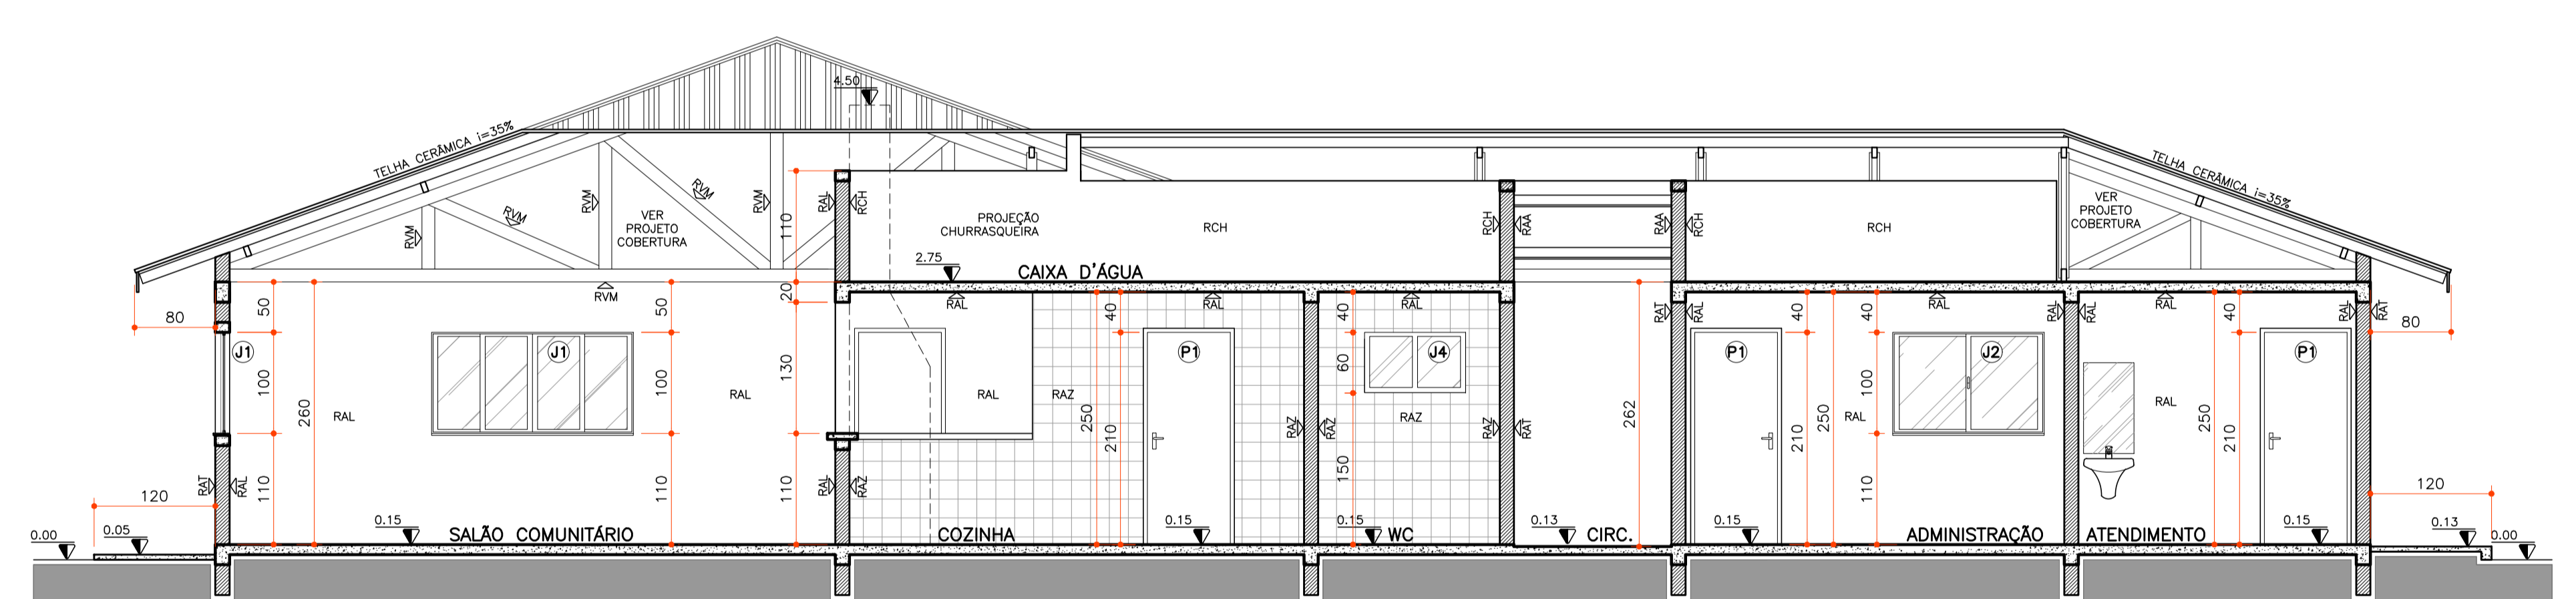 4.50
TELHA CERÂMICA i=35%
TELHA CERÂMICA i=35%
RVM
RVM
RVM
RVM
RVM
RVM
VER
PROJETO
COBERTURA
110
RAL
RCH
PROJEÇÃO
CHURRASQUEIRA
RCH
RCH
RAA
RAA
RCH
RCH
VER
PROJETO
COBERTURA
2.75
CAIXA D'ÁGUA
80
50
J1
100
260
110
RAL
J1
50
100
110
RAL
20
130
110
RAL
RAL
RAZ
250
40
210
P1
RAL
RAZ
RAZ
RAL
40
60
150
J4
RAZ
RAZ
RAT
262
RAT
RAL
P1
40
210
250
40
100
110
RAL
RAL
J2
RAL
RAL
RAL
RAL
250
40
210
P1
RAL
RAT
80
RAT
RAL
RAL
RAZ
120
120
0.00
0.05
0.15
SALÃO COMUNITÁRIO
COZINHA
0.15
0.15
WC
0.13
CIRC.
0.15
ADMINISTRAÇÃO
ATENDIMENTO
0.15
0.13
0.00